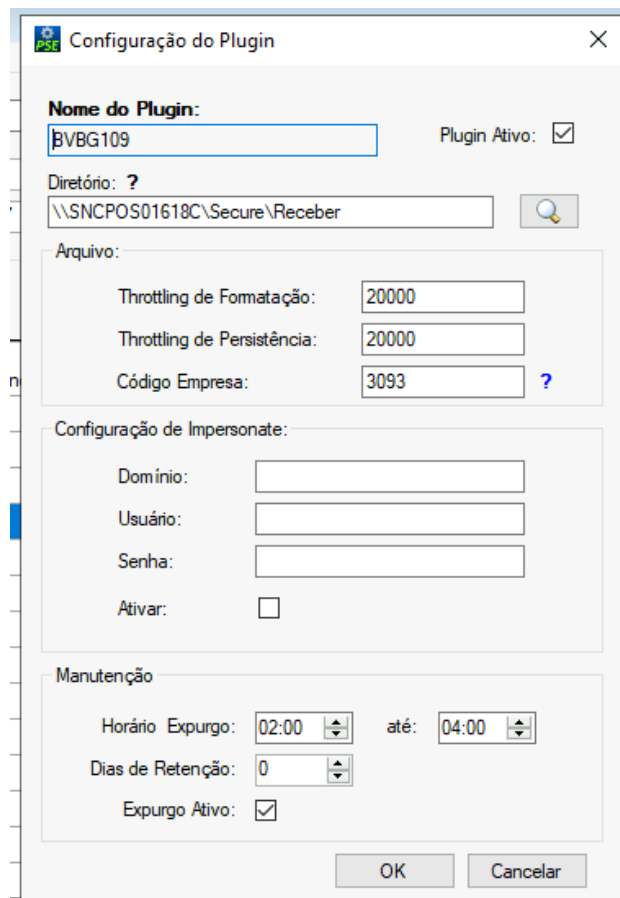 PSE Configuração do Plugin
Nome do Plugin:
BVBG109
Plugin Ativo:
Diretório: ?
\\SNCPOS01618C\Secure\Receber
Arquivo:
Throttling de Formatação: 20000
Throttling de Persistência: 20000
Código Empresa: 3093 ?
Configuração de Impersonate:
Domínio:
Usuário:
Senha:
Ativar:
Manutenção
Horário Expurgo: 02:00 até: 04:00
Dias de Retenção: 0
Expurgo Ativo:
OK Cancelar